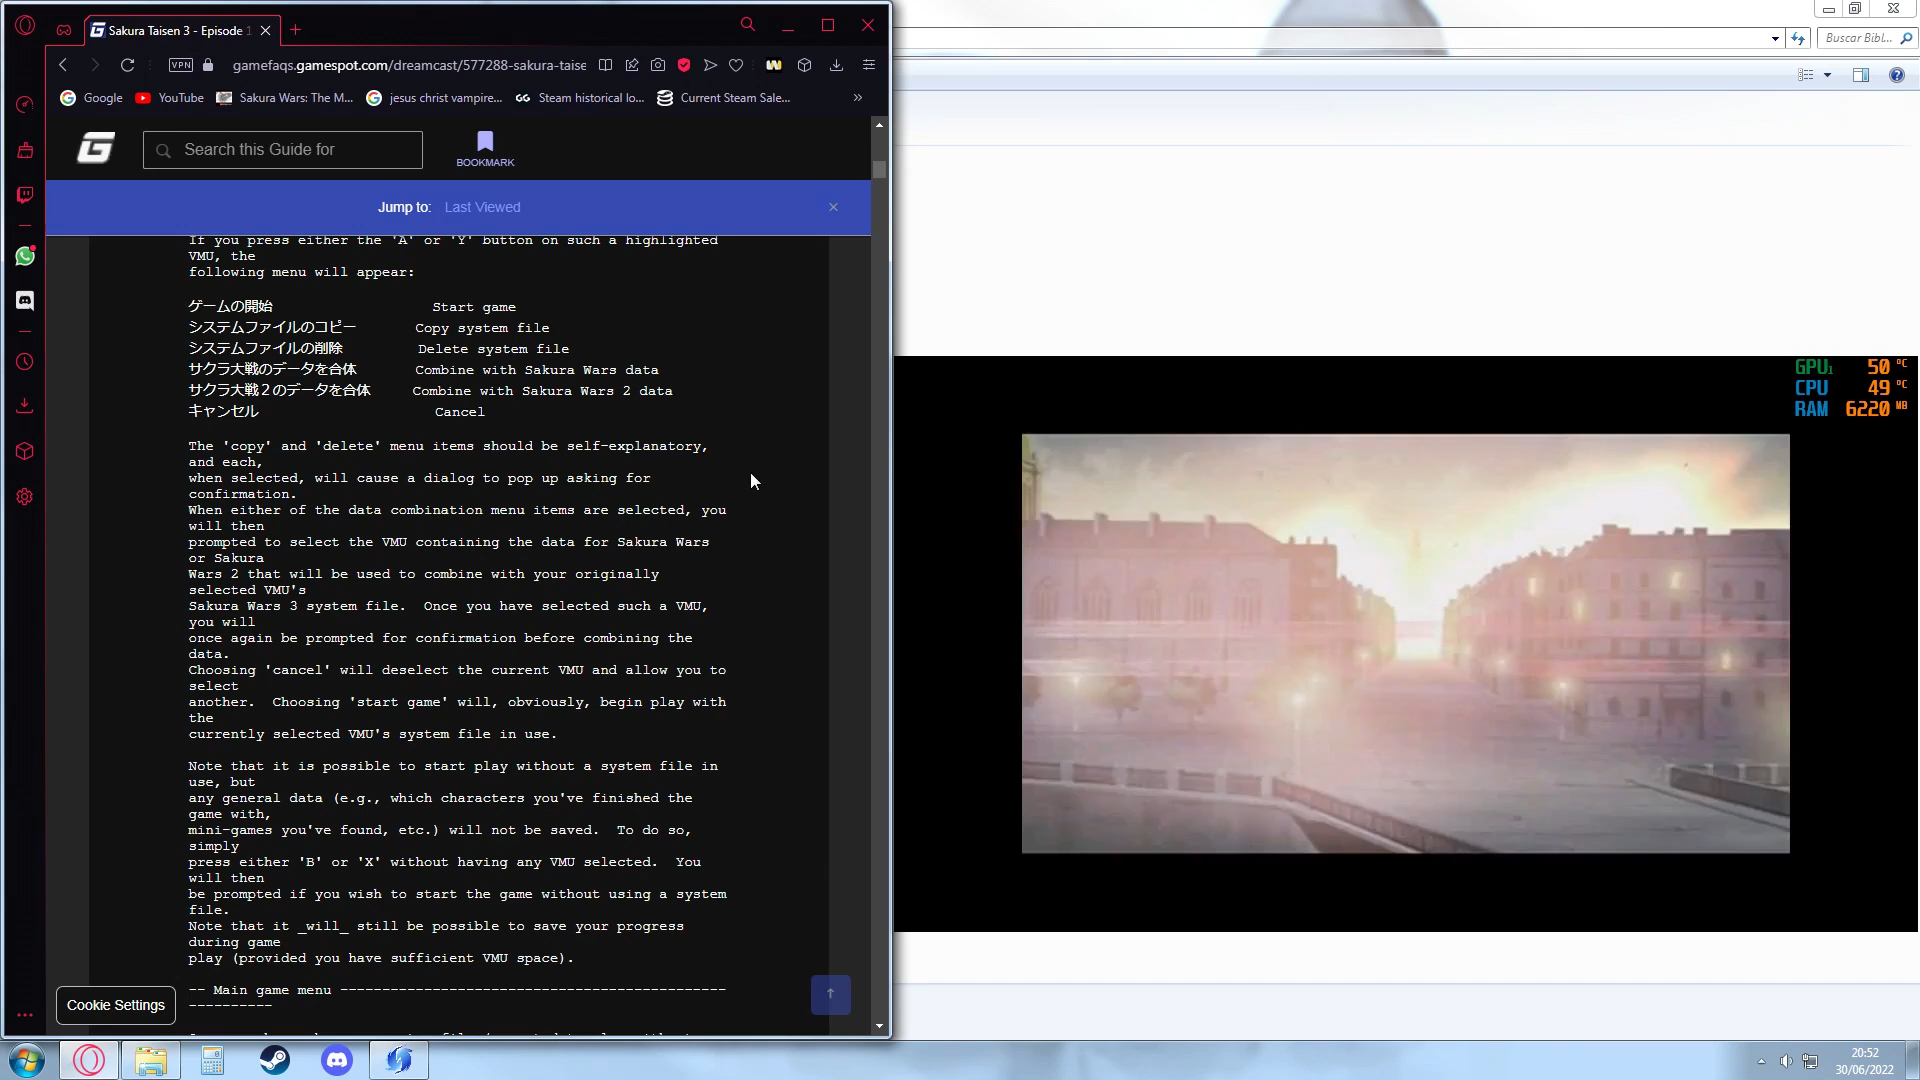 Sakura Taisen 3 - Episode 1
VPN
gamefaqs.gamespot.com/dreamcast/577288-sakura-taise
Google
YouTube
Sakura Wars: The M...
jesus christ vampire...
Steam historical lo...
Current Steam Sale...
Search this Guide for
BOOKMARK
Jump to: Last Viewed
If you press either the 'A' or 'Y' button on such a highlighted
VMU, the
following menu will appear:
ゲームの開始 Start game
システムファイルのコピー Copy system file
システムファイルの削除 Delete system file
サクラ大戦のデータを合体 Combine with Sakura Wars data
サクラ大戦２のデータを合体 Combine with Sakura Wars 2 data
キャンセル Cancel
The 'copy' and 'delete' menu items should be self-explanatory,
and each,
when selected, will cause a dialog to pop up asking for
confirmation.
When either of the data combination menu items are selected, you
will then
prompted to select the VMU containing the data for Sakura Wars
or Sakura
Wars 2 that will be used to combine with your originally
selected VMU's
Sakura Wars 3 system file. Once you have selected such a VMU,
you will
once again be prompted for confirmation before combining the
data.
Choosing 'cancel' will deselect the current VMU and allow you to
select
another. Choosing 'start game' will, obviously, begin play with
the
currently selected VMU's system file in use.
Note that it is possible to start play without a system file in
use, but
any general data (e.g., which characters you've finished the
game with,
mini-games you've found, etc.) will not be saved. To do so,
simply
press either 'B' or 'X' without having any VMU selected. You
will then
be prompted if you wish to start the game without using a system
file.
Note that it _will_ still be possible to save your progress
during game
play (provided you have sufficient VMU space).
-- Main game menu ----------------------------------------------
----------
Cookie Settings
Buscar Bibl...
GPU1 50 °C
CPU 49 °C
RAM 6220 MB
20:52
30/06/2022